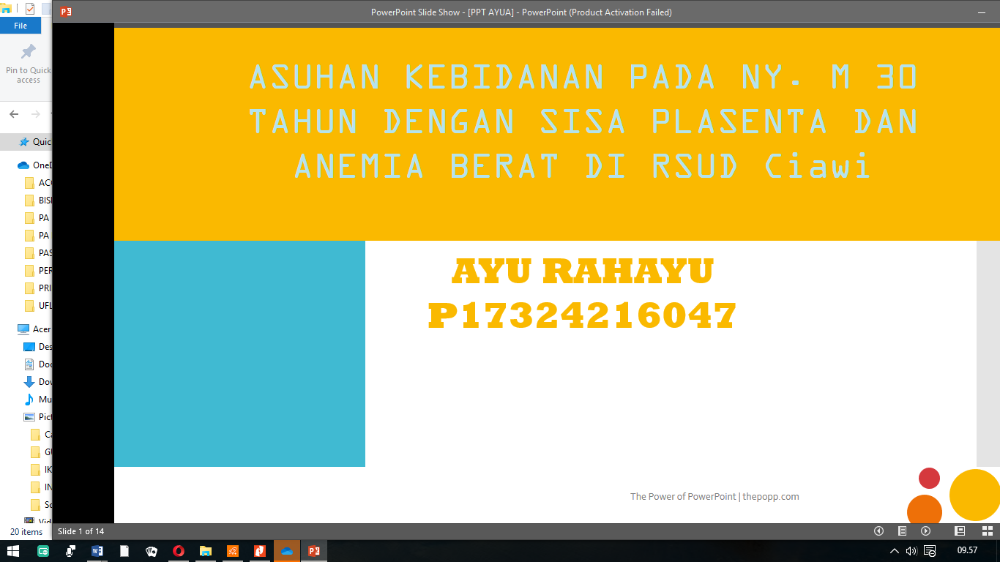 PowerPoint Slide Show - [PPT AYUA] - PowerPoint (Product Activation Failed)
File
Pin to Quick
access
Quic
OneD
AC
BISI
PA
PA
PAS
PER
PRI
UFL
Acer
Des
Doc
Dow
Mu
Pict
Ca
GI
IK
IN
Sc
Vid
20 items
ASUHAN KEBIDANAN PADA NY. M 30
TAHUN DENGAN SISA PLASENTA DAN
ANEMIA BERAT DI RSUD Ciawi
AYU RAHAYU
P17324216047
The Power of PowerPoint | thepopp.com
Slide 1 of 14
09.57